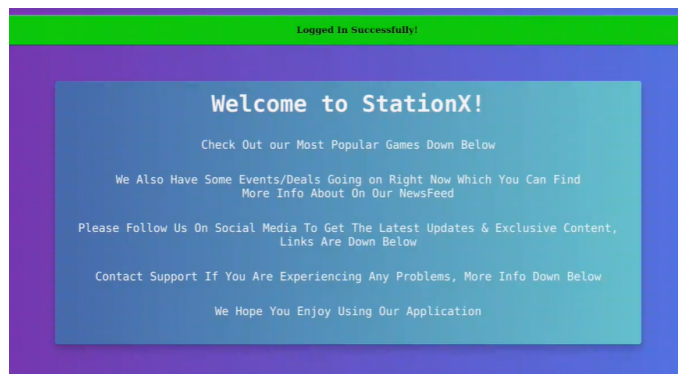 Logged In Successfully!
Welcome to StationX!
Check Out our Most Popular Games Down Below
We Also Have Some Events/Deals Going on Right Now Which You Can Find
More Info About On Our NewsFeed
Please Follow Us On Social Media To Get The Latest Updates & Exclusive Content,
Links Are Down Below
Contact Support If You Are Experiencing Any Problems, More Info Down Below
We Hope You Enjoy Using Our Application